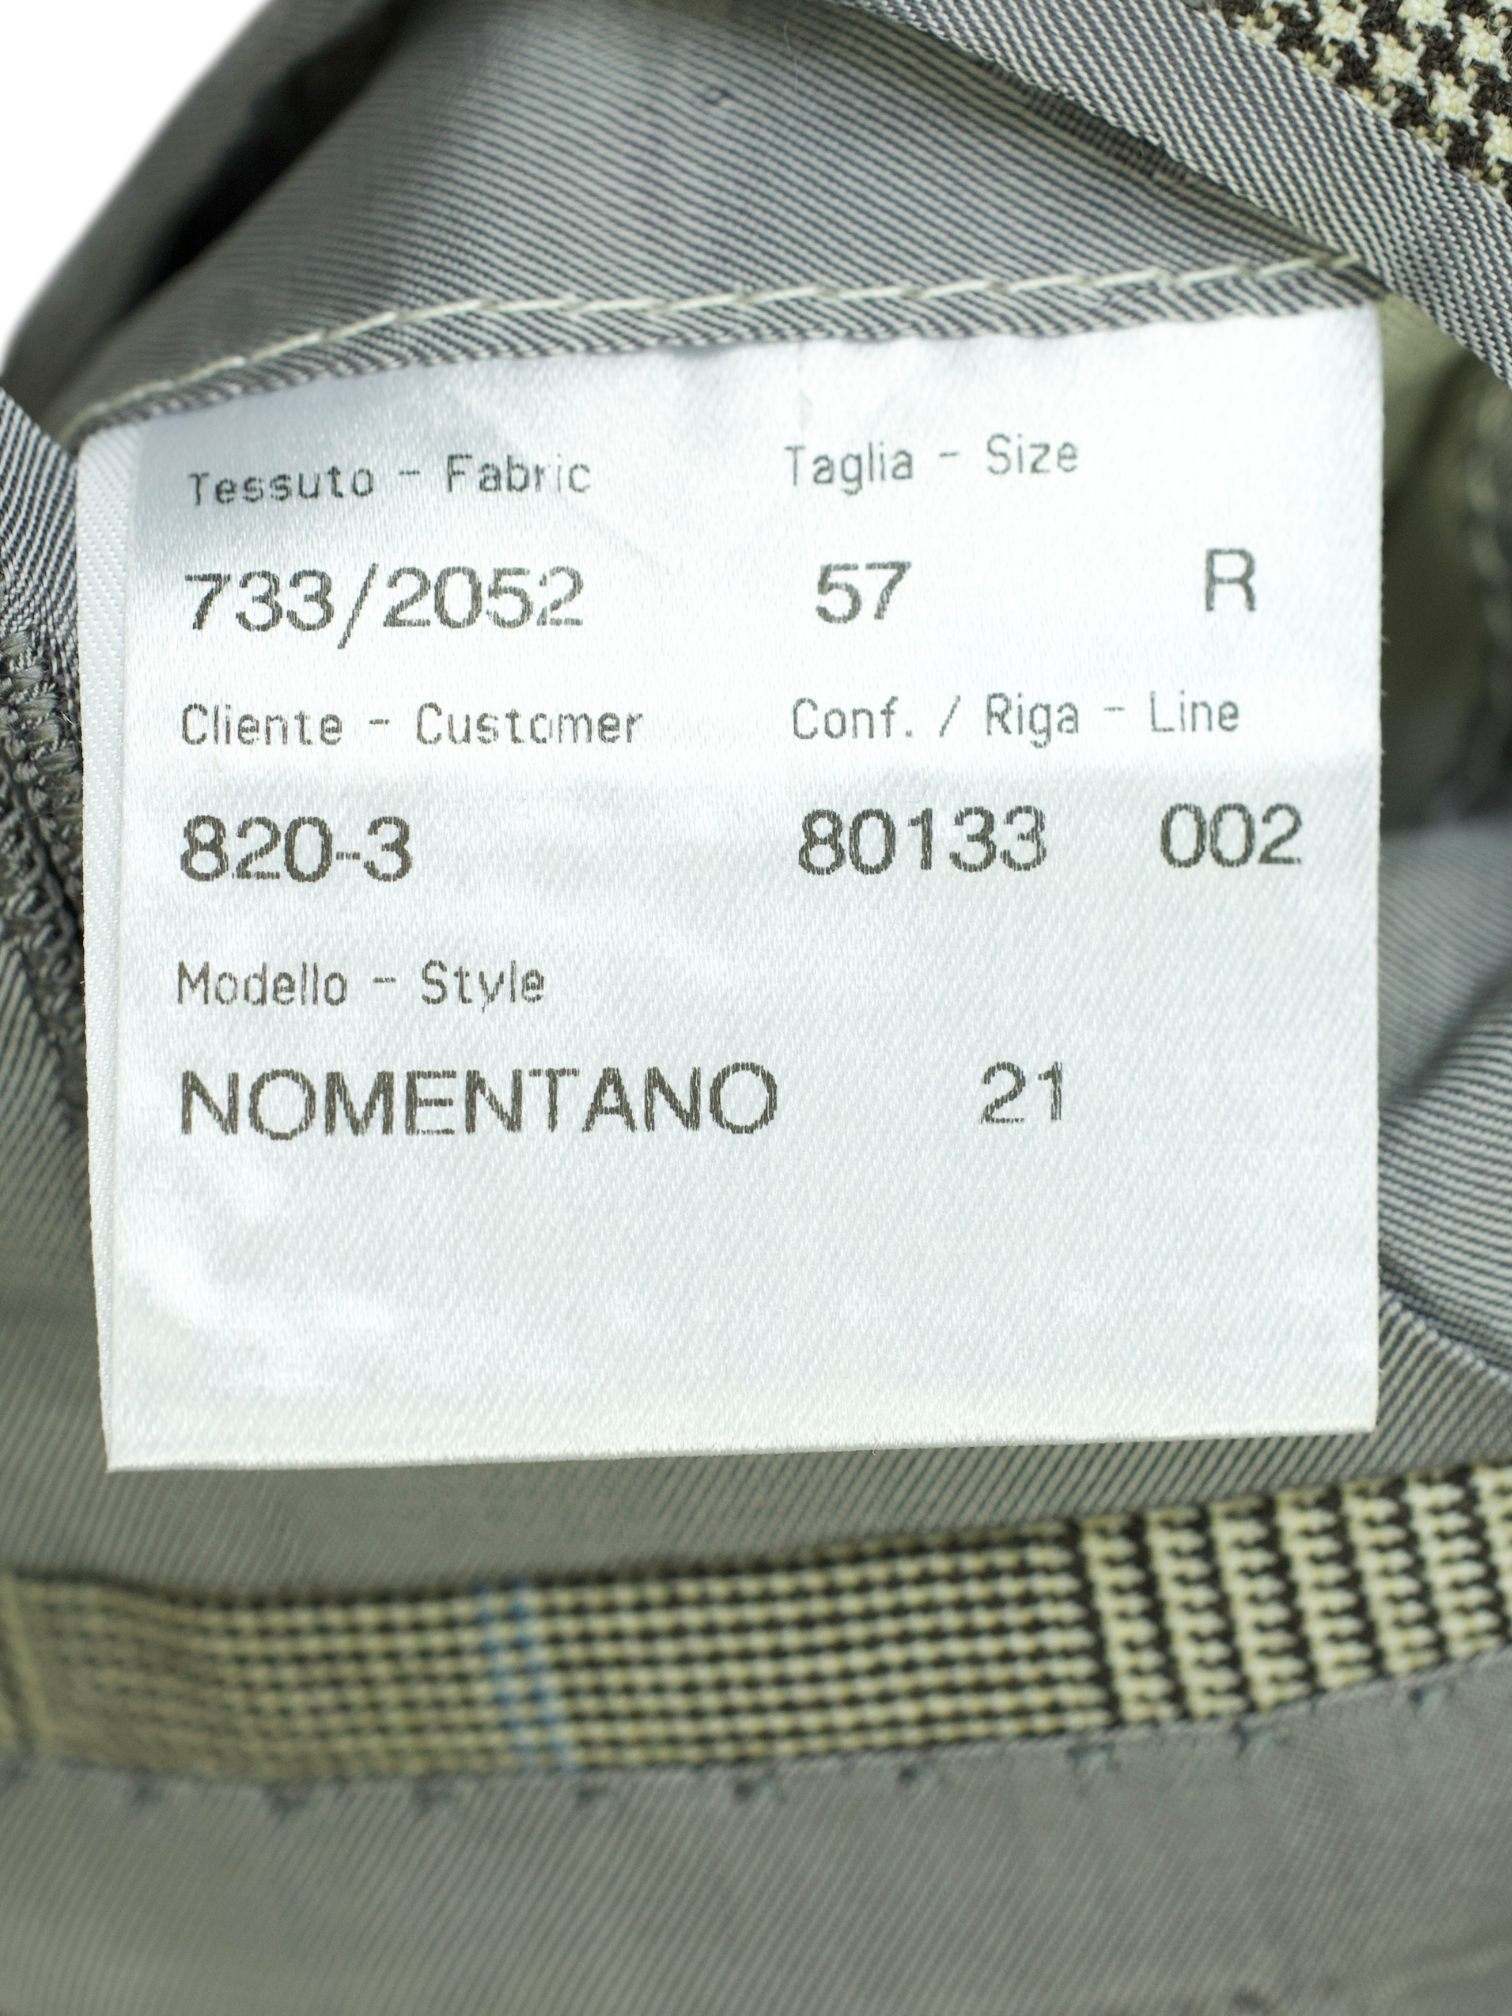 Tessuto - Fabric Taglia - Size
733/2052 57 R
Cliente - Customer Conf. / Riga - Line
820-3 80133 002
Modello - Style
NOMENTANO 21